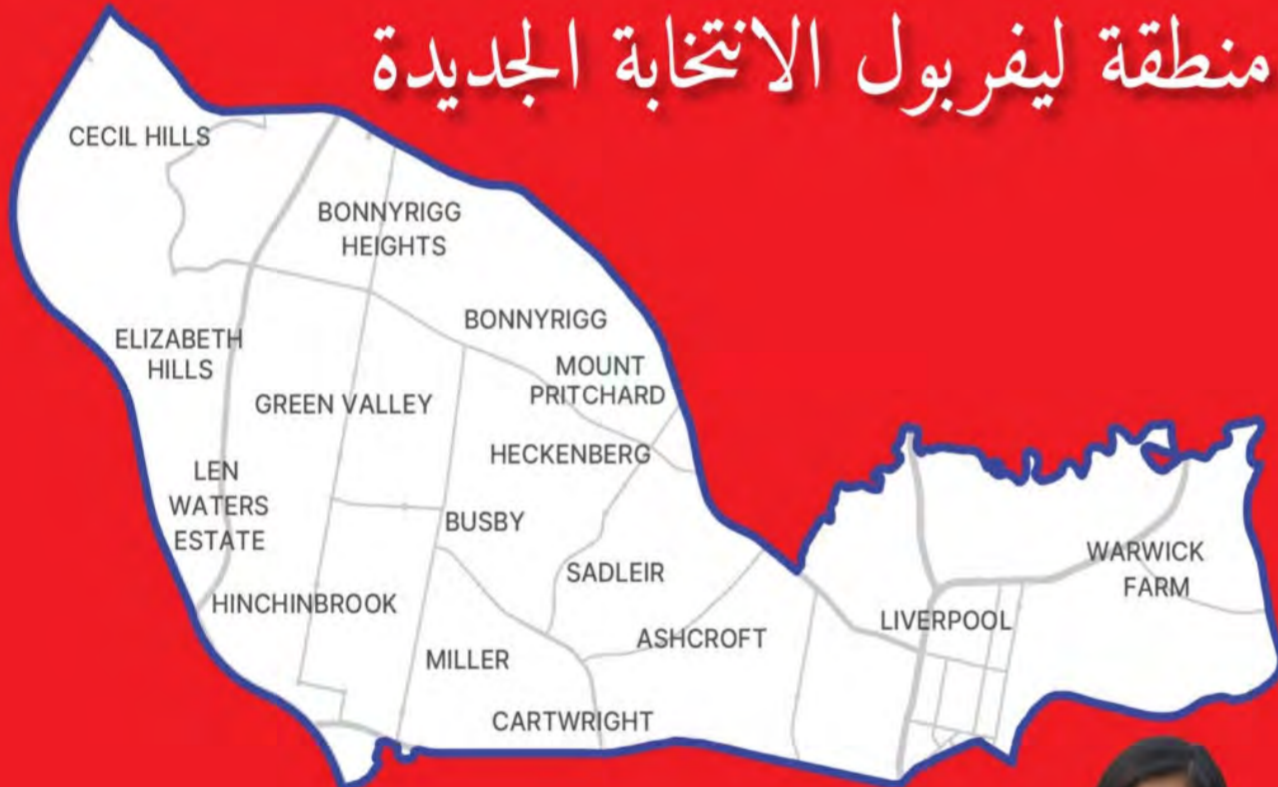 منطقة ليفربول الانتخابة الجديدة
CECIL HILLS
BONNYRIGG
HEIGHTS
BONNYRIGG
ELIZABETH
HILLS
MOUNT
PRITCHARD
GREEN VALLEY
HECKENBERG
LEN
WATERS
ESTATE
BUSBY
SADLEIR
WARWICK
FARM
HINCHINBROOK
LIVERPOOL
ASHCROFT
MILLER
CARTWRIGHT